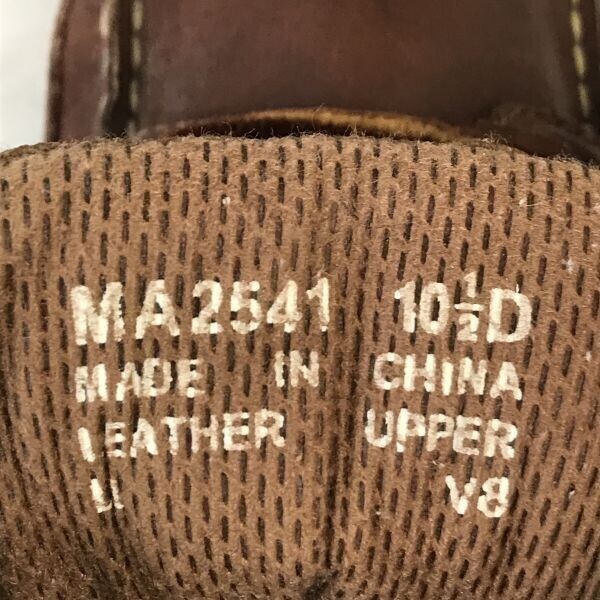 MA2541 10½D
MADE IN CHINA
LEATHER UPPER
V8